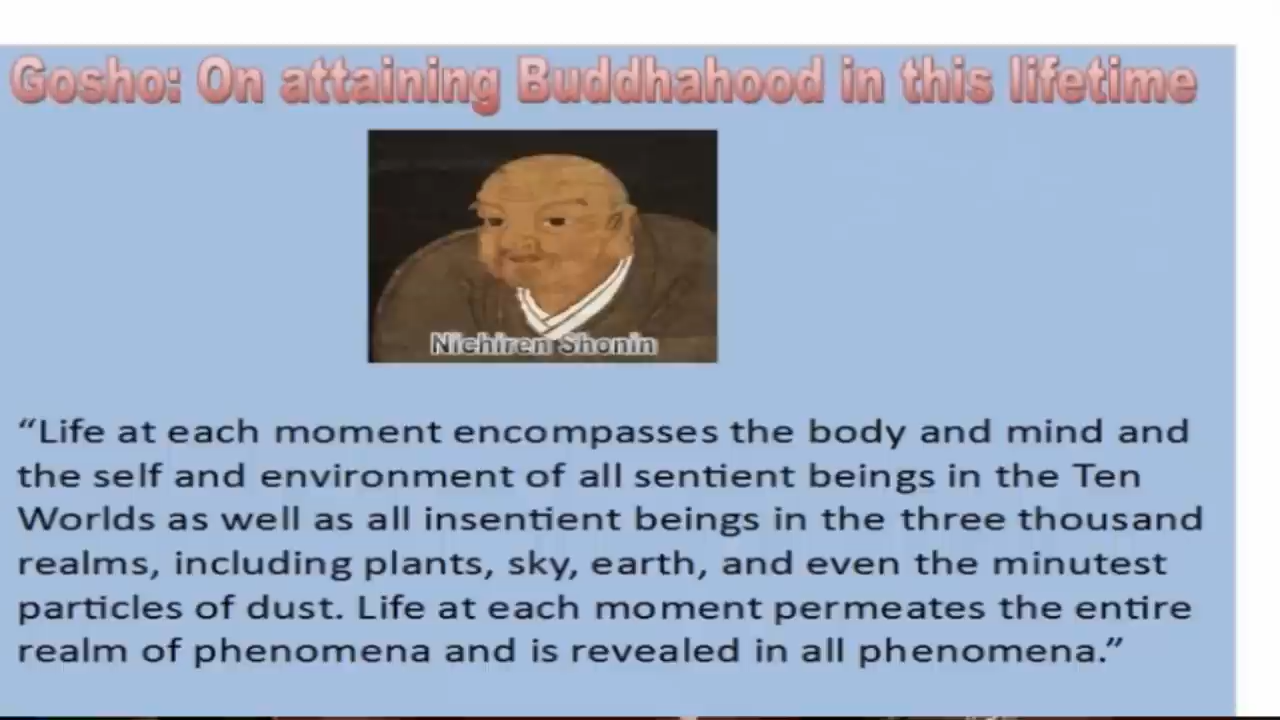 Gosho: On attaining Buddhahood in this lifetime
Nichiren Shonin
“Life at each moment encompasses the body and mind and
the self and environment of all sentient beings in the Ten
Worlds as well as all insentient beings in the three thousand
realms, including plants, sky, earth, and even the minutest
particles of dust. Life at each moment permeates the entire
realm of phenomena and is revealed in all phenomena.”